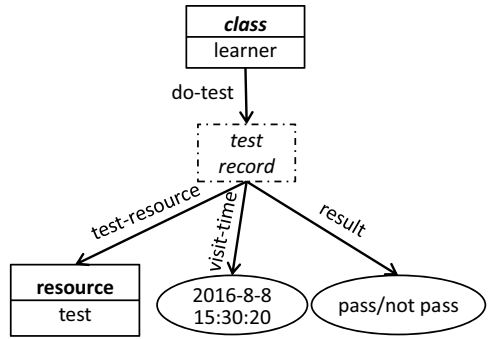 class
learner
do-test
test
record
test-resource
visit-time
result
resource
test
2016-8-8
15:30:20
pass/not pass